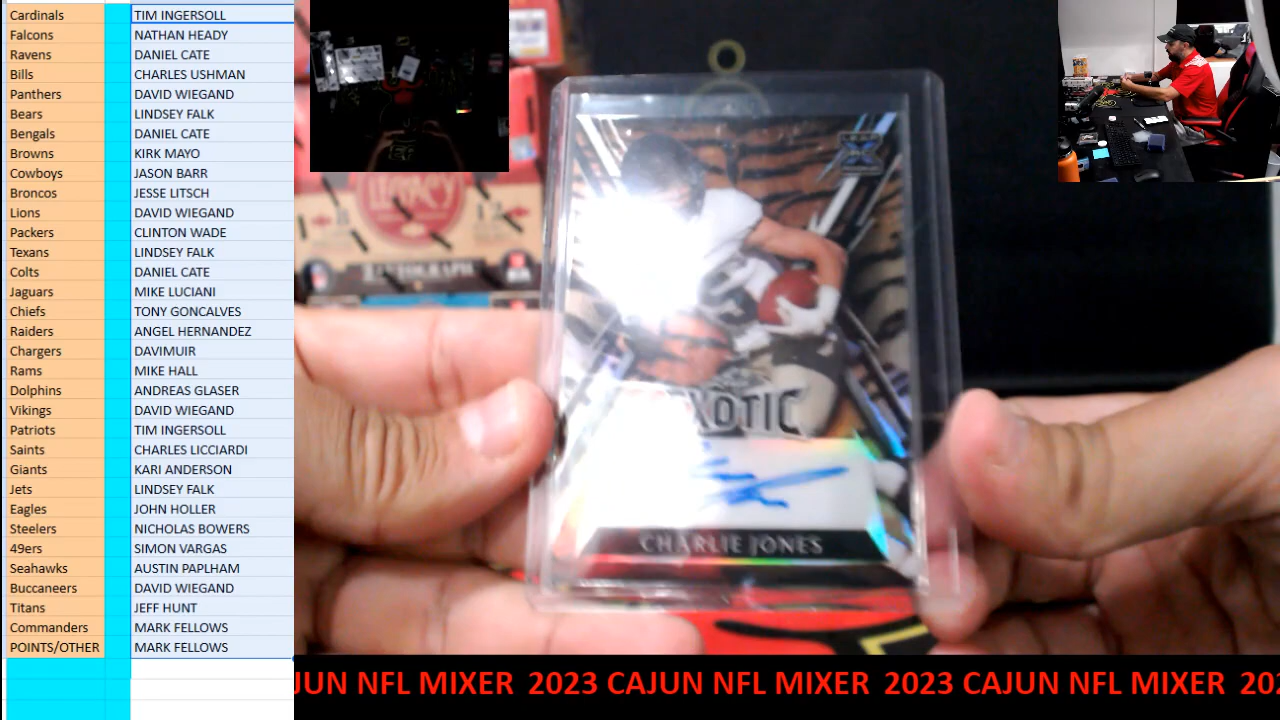 Cardinals TIM INGERSOLL
Falcons NATHAN HEADY
Ravens DANIEL CATE
Bills CHARLES USHMAN
Panthers DAVID WIEGAND
Bears LINDSEY FALK
Bengals DANIEL CATE
Browns KIRK MAYO
Cowboys JASON BARR
Broncos JESSE LITSCH
Lions DAVID WIEGAND
Packers CLINTON WADE
Texans LINDSEY FALK
Colts DANIEL CATE
Jaguars MIKE LUCIANI
Chiefs TONY GONCALVES
Raiders ANGEL HERNANDEZ
Chargers DAVIMUIR
Rams MIKE HALL
Dolphins ANDREAS GLASER
Vikings DAVID WIEGAND
Patriots TIM INGERSOLL
Saints CHARLES LICCIARDI
Giants KARI ANDERSON
Jets LINDSEY FALK
Eagles JOHN HOLLER
Steelers NICHOLAS BOWERS
49ers SIMON VARGAS
Seahawks AUSTIN PAPLHAM
Buccaneers DAVID WIEGAND
Titans JEFF HUNT
Commanders MARK FELLOWS
POINTS/OTHER MARK FELLOWS
LEGACY
AUTOGRAPH
XOTIC
CHARLIE JONES
JUN NFL MIXER 2023 CAJUN NFL MIXER 2023 CAJUN NFL MIXER 202